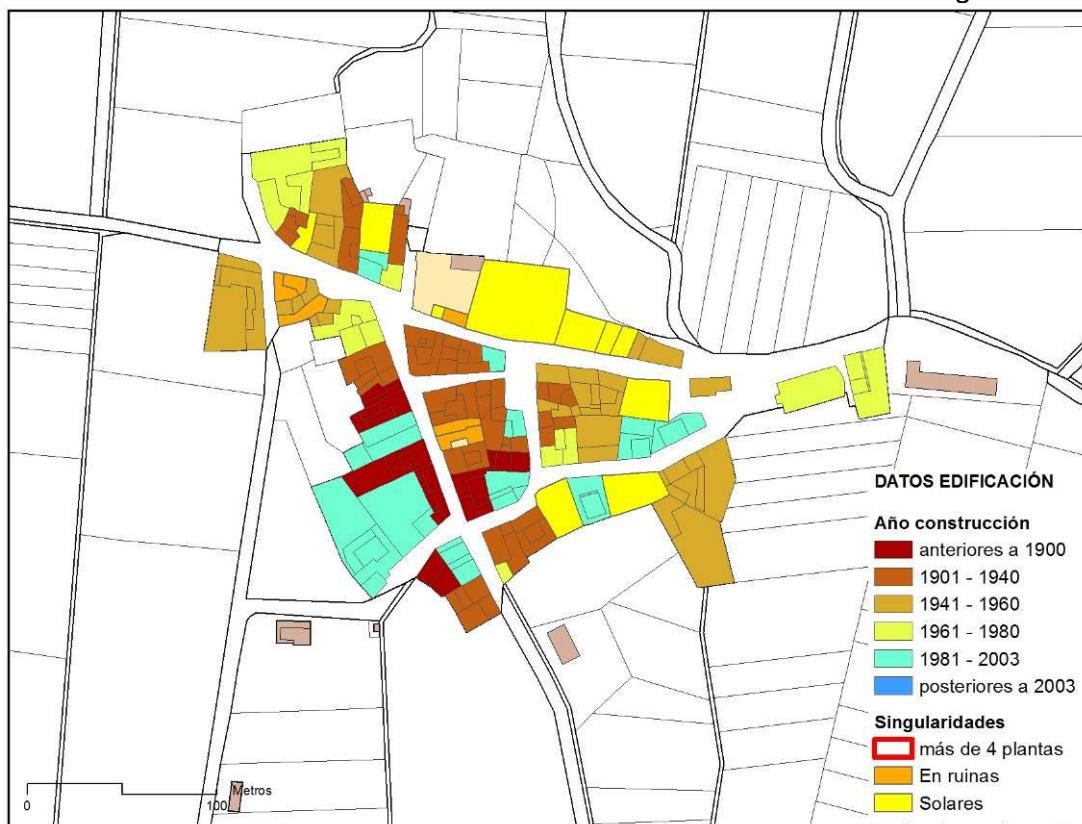 DATOS EDIFICACIÓN
Año construcción
anteriores a 1900
1901 - 1940
1941 - 1960
1961 - 1980
1981 - 2003
posteriores a 2003
Singularidades
más de 4 plantas
En ruinas
Solares
Metros
0 100